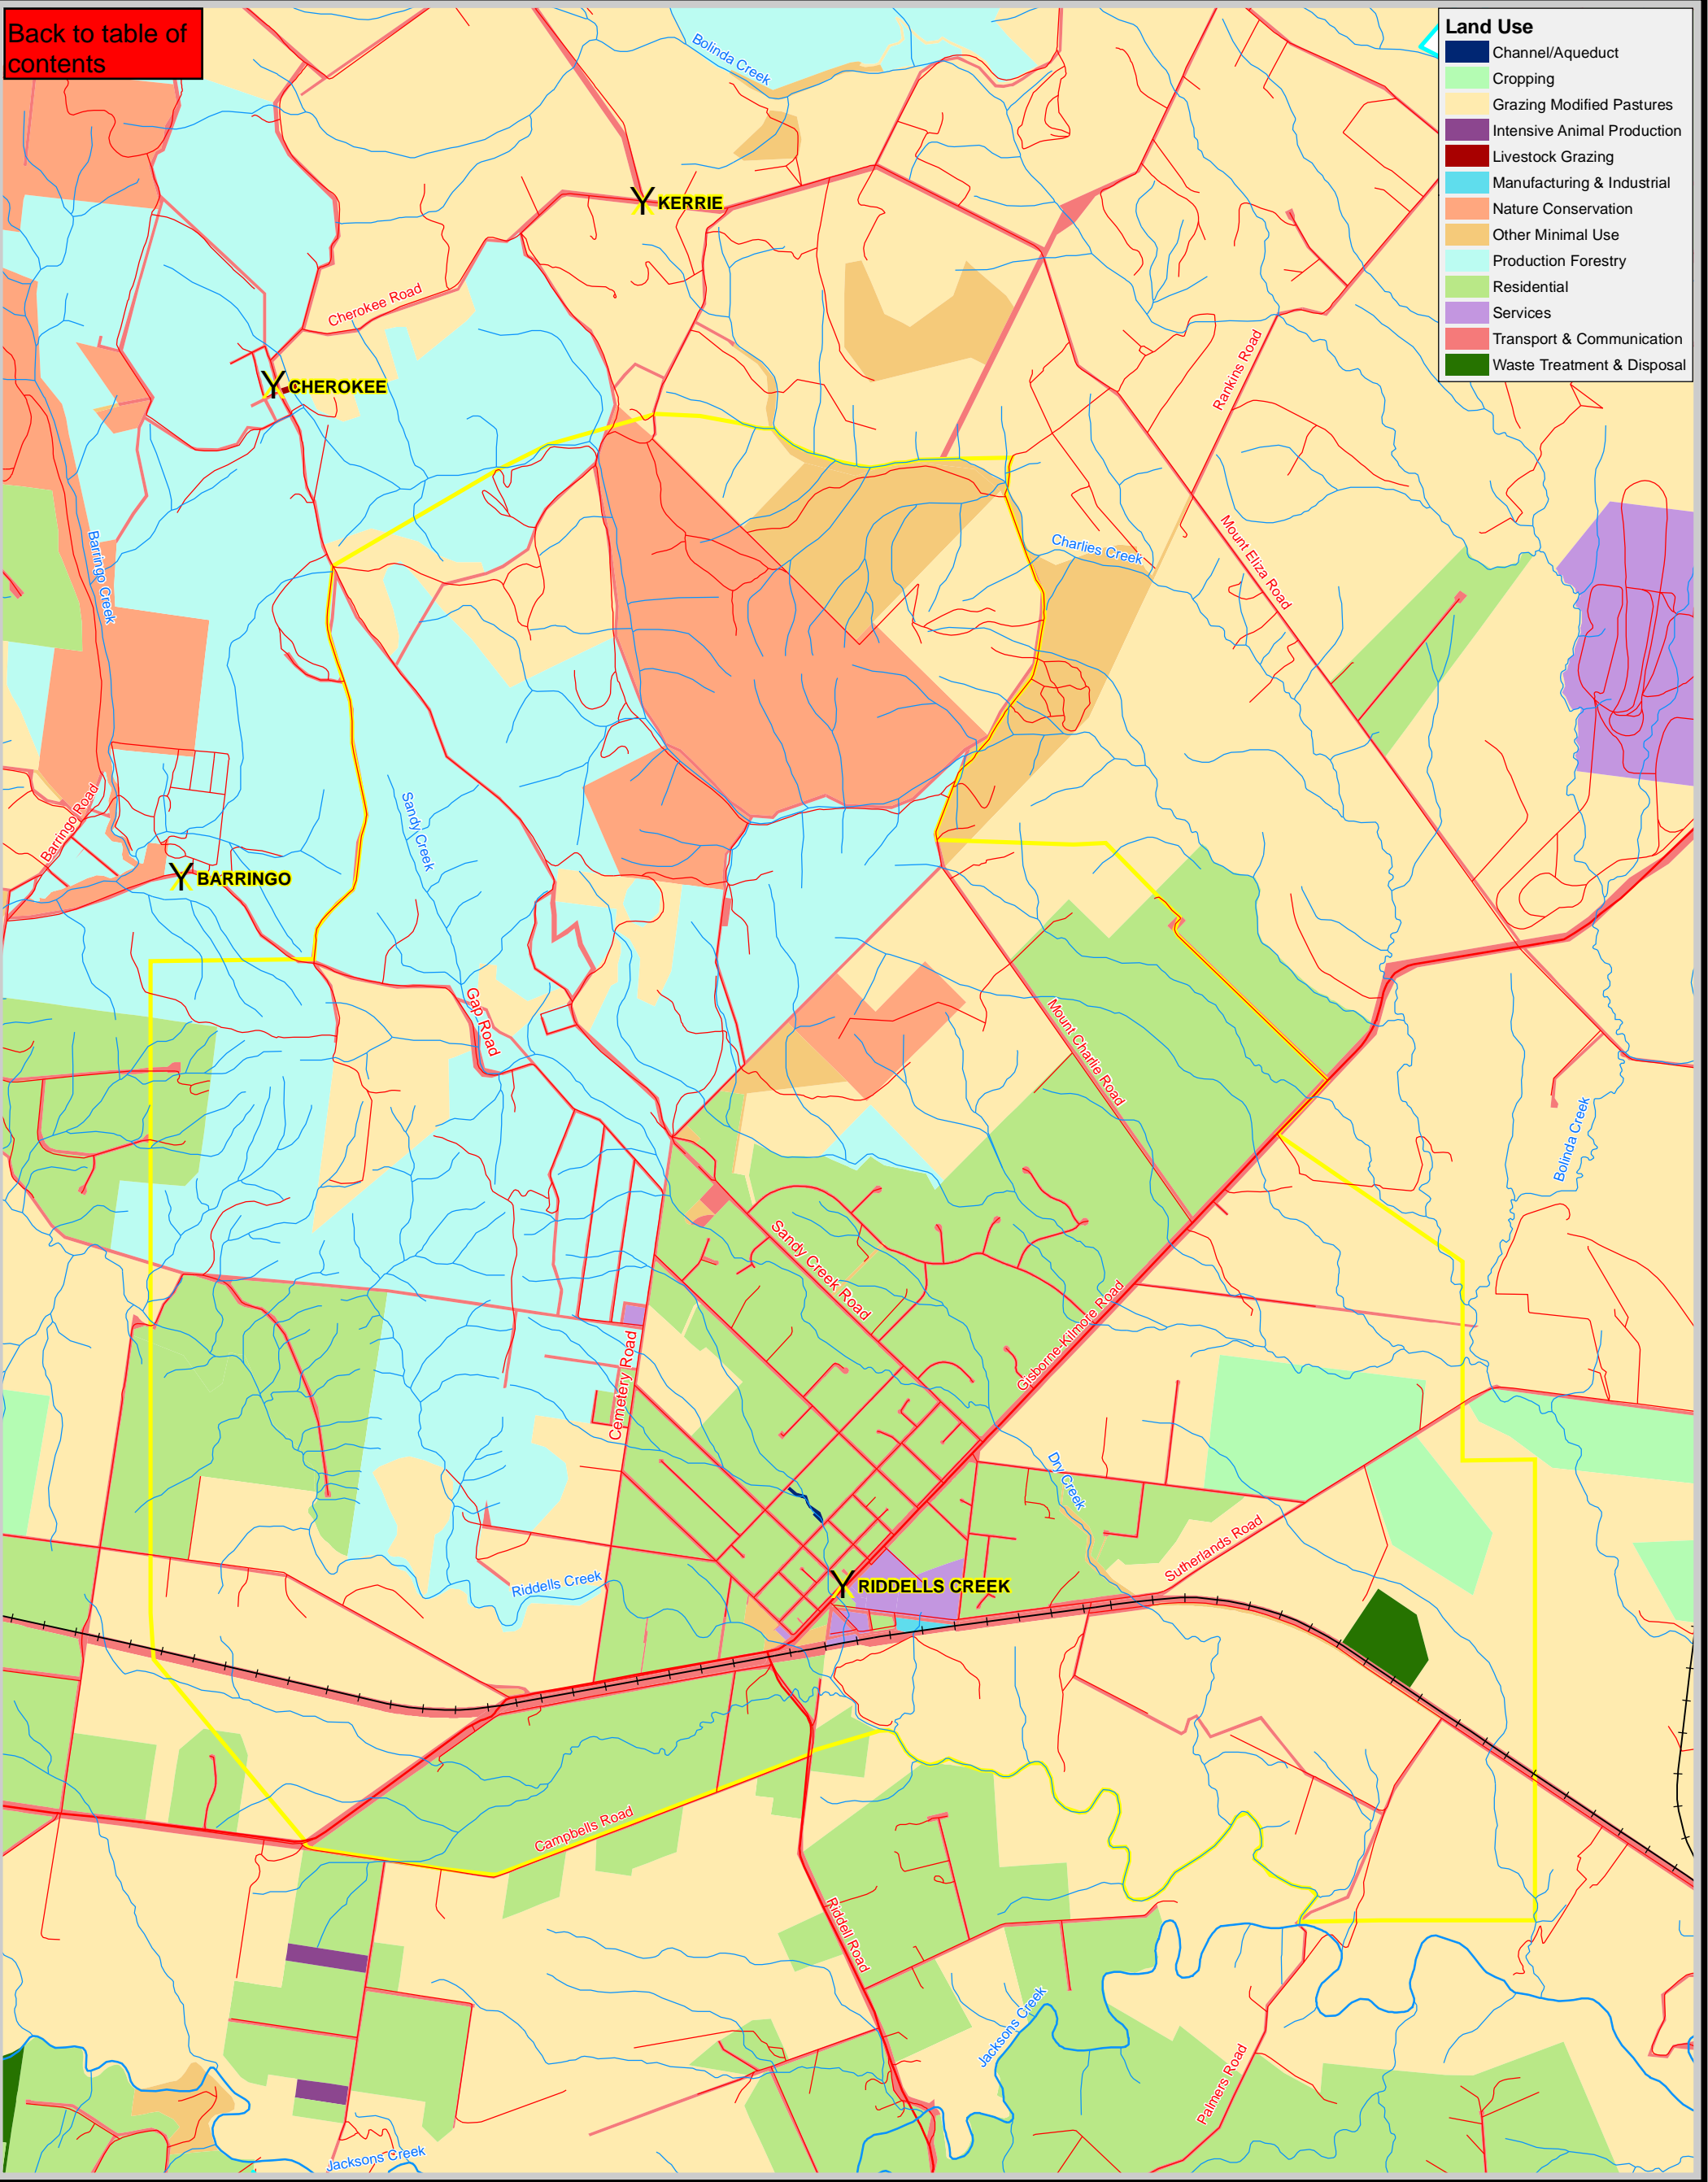 Back to table of
contents
Land Use
Channel/Aqueduct
Cropping
Grazing Modified Pastures
Intensive Animal Production
Livestock Grazing
Manufacturing & Industrial
Nature Conservation
Other Minimal Use
Production Forestry
Residential
Services
Transport & Communication
Waste Treatment & Disposal
Bolinda Creek
KERRIE
Cherokee Road
CHEROKEE
Rankins Road
Barringo Creek
Charlies Creek
Mount Eliza Road
Sandy Creek
Barringo Road
BARRINGO
Gap Road
Mount Charlie Road
Bolinda Creek
Sandy Creek Road
Gisborne-Kilmore Road
Cemetery Road
Dry Creek
Sutherlands Road
Riddells Creek
RIDDELLS CREEK
Campbells Road
Riddell Road
Jacksons Creek
Palmers Road
Jacksons Creek